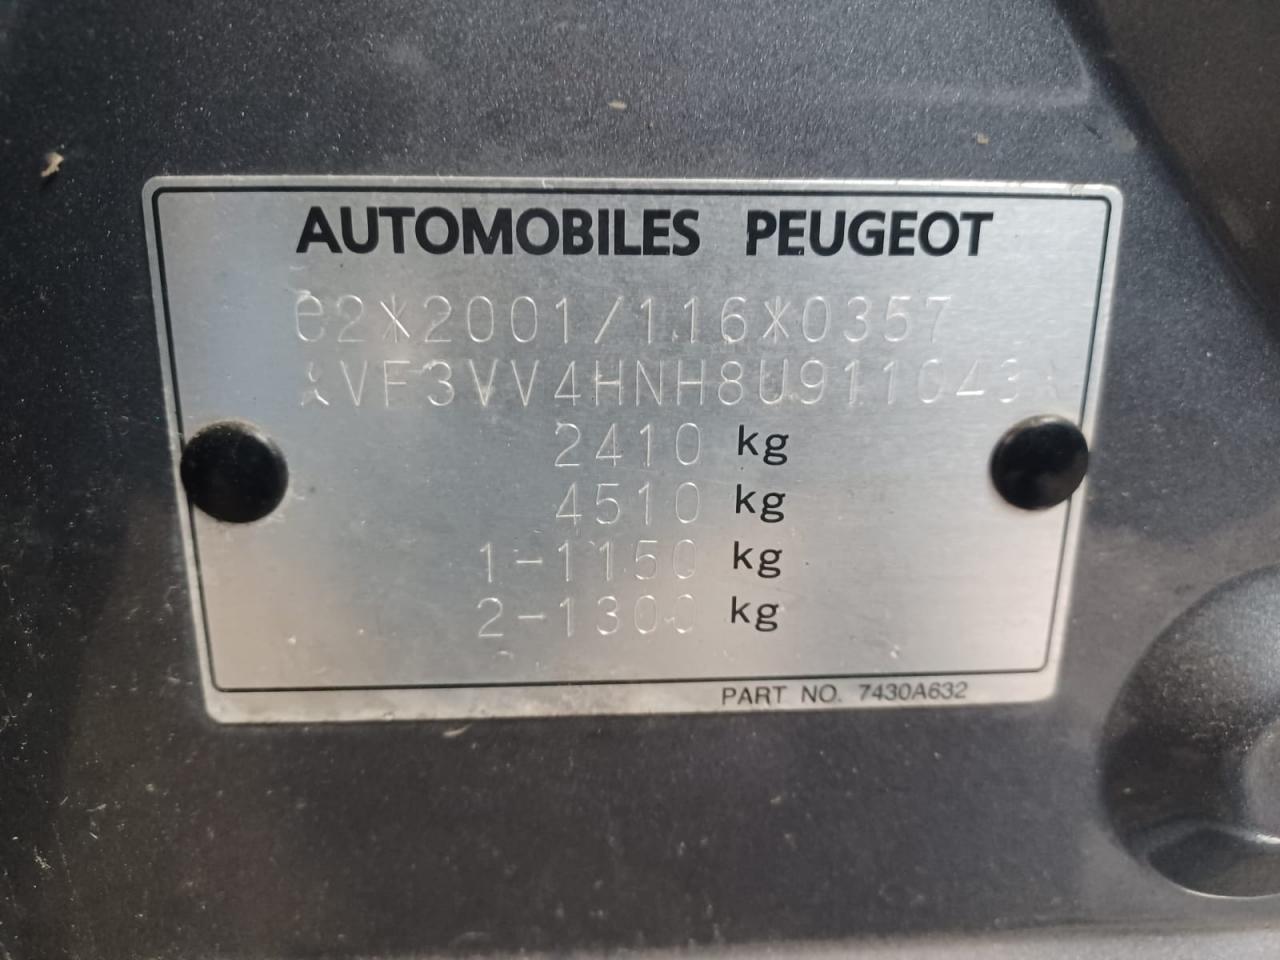 AUTOMOBILES PEUGEOT
e2*2001/116*0357
*VF3VV4HNH8U911043*
2410 kg
4510 kg
1-1150 kg
2-1300 kg
PART NO. 7430A632